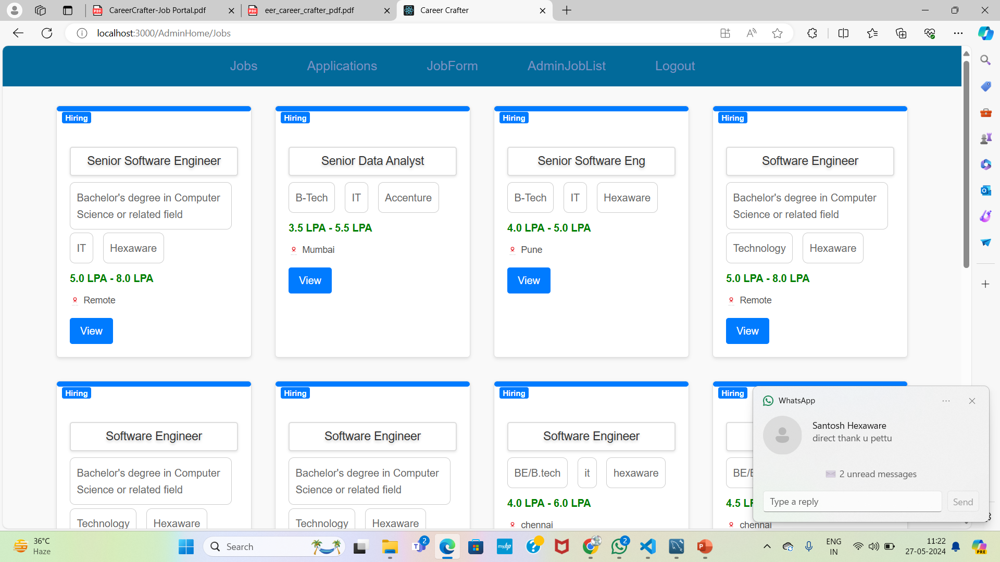 CareerCrafter-Job Portal.pdf
eer_career_crafter_pdf.pdf
Career Crafter
localhost:3000/AdminHome/Jobs
Jobs
Applications
JobForm
AdminJobList
Logout
Hiring
Senior Software Engineer
Bachelor's degree in Computer
Science or related field
IT
Hexaware
5.0 LPA - 8.0 LPA
Remote
View
Hiring
Senior Data Analyst
B-Tech
IT
Accenture
3.5 LPA - 5.5 LPA
Mumbai
View
Hiring
Senior Software Eng
B-Tech
IT
Hexaware
4.0 LPA - 5.0 LPA
Pune
View
Hiring
Software Engineer
Bachelor's degree in Computer
Science or related field
Technology
Hexaware
5.0 LPA - 8.0 LPA
Remote
View
Hiring
Software Engineer
Bachelor's degree in Computer
Science or related field
Technology
Hexaware
Hiring
Software Engineer
Bachelor's degree in Computer
Science or related field
Technology
Hexaware
Hiring
Software Engineer
BE/B.tech
it
hexaware
4.0 LPA - 6.0 LPA
chennai
Hiring
4.5
chennai
WhatsApp
Santosh Hexaware
direct thank u pettu
2 unread messages
Type a reply
Send
36°C
Haze
Search
2
myhp
2
ENG
IN
11:22
27-05-2024
PRE